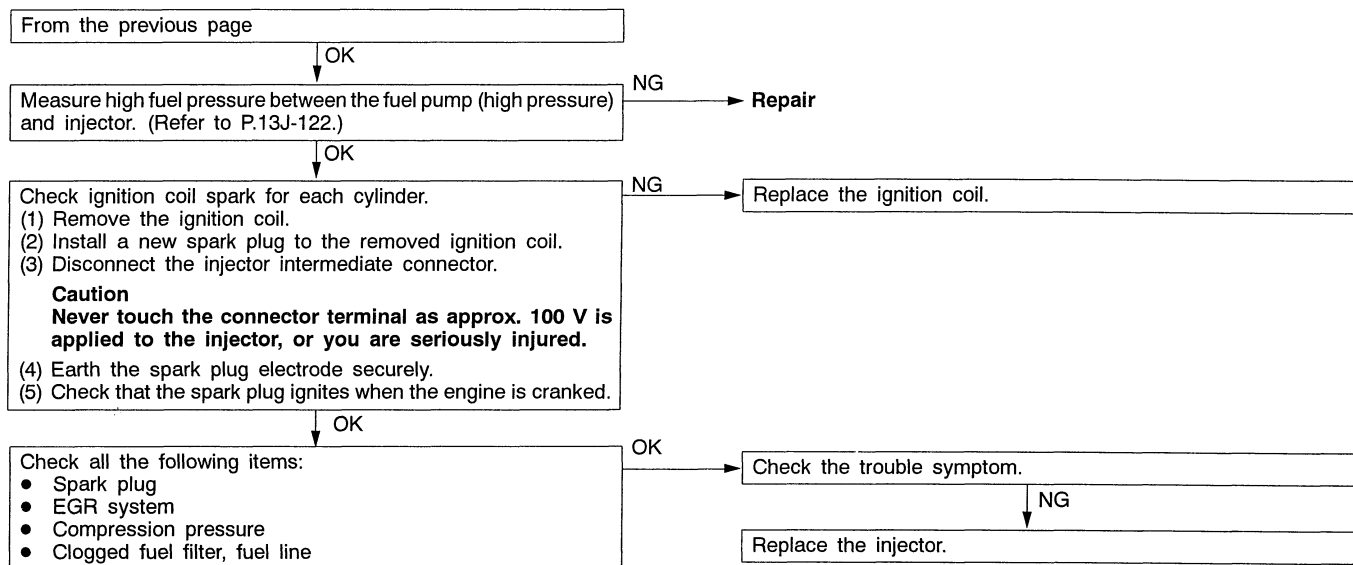 From the previous page
OK
Measure high fuel pressure between the fuel pump (high pressure)
and injector. (Refer to P.13J-122.)
NG
Repair
OK
Check ignition coil spark for each cylinder.
(1) Remove the ignition coil.
(2) Install a new spark plug to the removed ignition coil.
(3) Disconnect the injector intermediate connector.
Caution
Never touch the connector terminal as approx. 100 V is
applied to the injector, or you are seriously injured.
(4) Earth the spark plug electrode securely.
(5) Check that the spark plug ignites when the engine is cranked.
NG
Replace the ignition coil.
OK
Check all the following items:
● Spark plug
● EGR system
● Compression pressure
● Clogged fuel filter, fuel line
OK
Check the trouble symptom.
NG
Replace the injector.